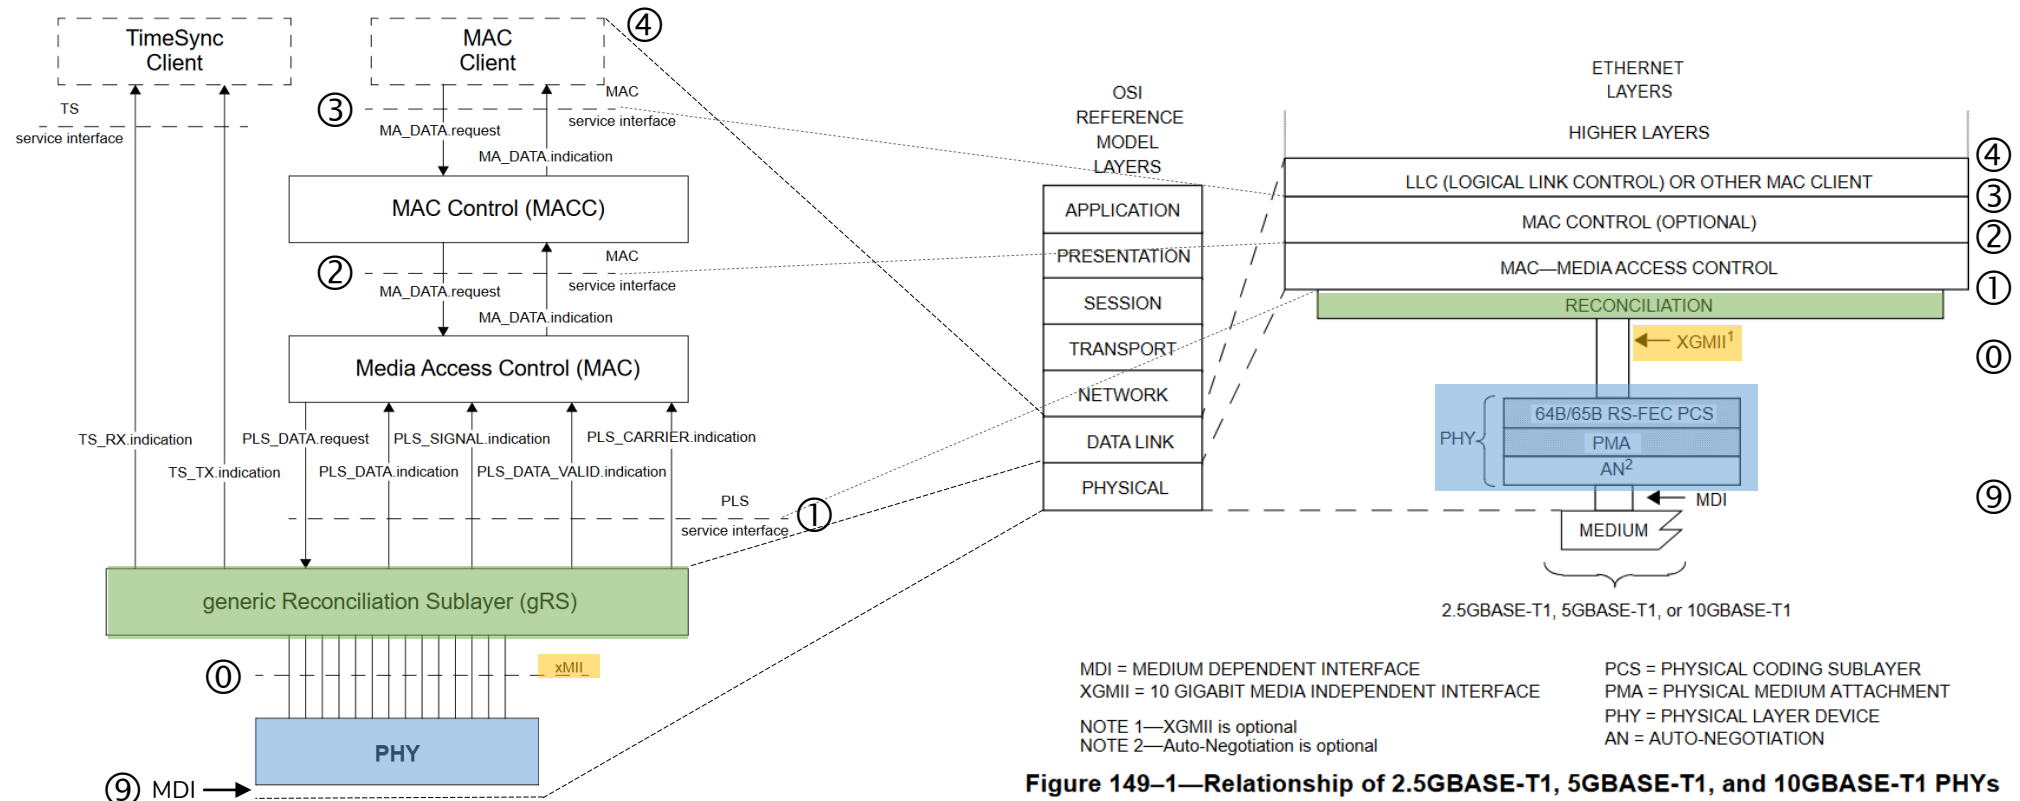 TimeSync
Client
MAC
Client
④
TS
service interface
③
MAC
service interface
MA_DATA.request
MA_DATA.indication
MAC Control (MACC)
②
MAC
service interface
MA_DATA.request
MA_DATA.indication
Media Access Control (MAC)
TS_RX.indication
TS_TX.indication
PLS_DATA.request
PLS_SIGNAL.indication
PLS_CARRIER.indication
PLS_DATA.indication
PLS_DATA_VALID.indication
PLS
service interface
①
generic Reconciliation Sublayer (gRS)
⓪
xMII
PHY
⑨ MDI
OSI
REFERENCE
MODEL
LAYERS
APPLICATION
PRESENTATION
SESSION
TRANSPORT
NETWORK
DATA LINK
PHYSICAL
ETHERNET
LAYERS
HIGHER LAYERS
④
LLC (LOGICAL LINK CONTROL) OR OTHER MAC CLIENT
③
MAC CONTROL (OPTIONAL)
②
MAC—MEDIA ACCESS CONTROL
①
RECONCILIATION
XGMII1
⓪
64B/65B RS-FEC PCS
PHY
PMA
AN2
MDI
⑨
MEDIUM
2.5GBASE-T1, 5GBASE-T1, or 10GBASE-T1
MDI = MEDIUM DEPENDENT INTERFACE
XGMII = 10 GIGABIT MEDIA INDEPENDENT INTERFACE
NOTE 1—XGMII is optional
NOTE 2—Auto-Negotiation is optional
PCS = PHYSICAL CODING SUBLAYER
PMA = PHYSICAL MEDIUM ATTACHMENT
PHY = PHYSICAL LAYER DEVICE
AN = AUTO-NEGOTIATION
Figure 149–1—Relationship of 2.5GBASE-T1, 5GBASE-T1, and 10GBASE-T1 PHYs